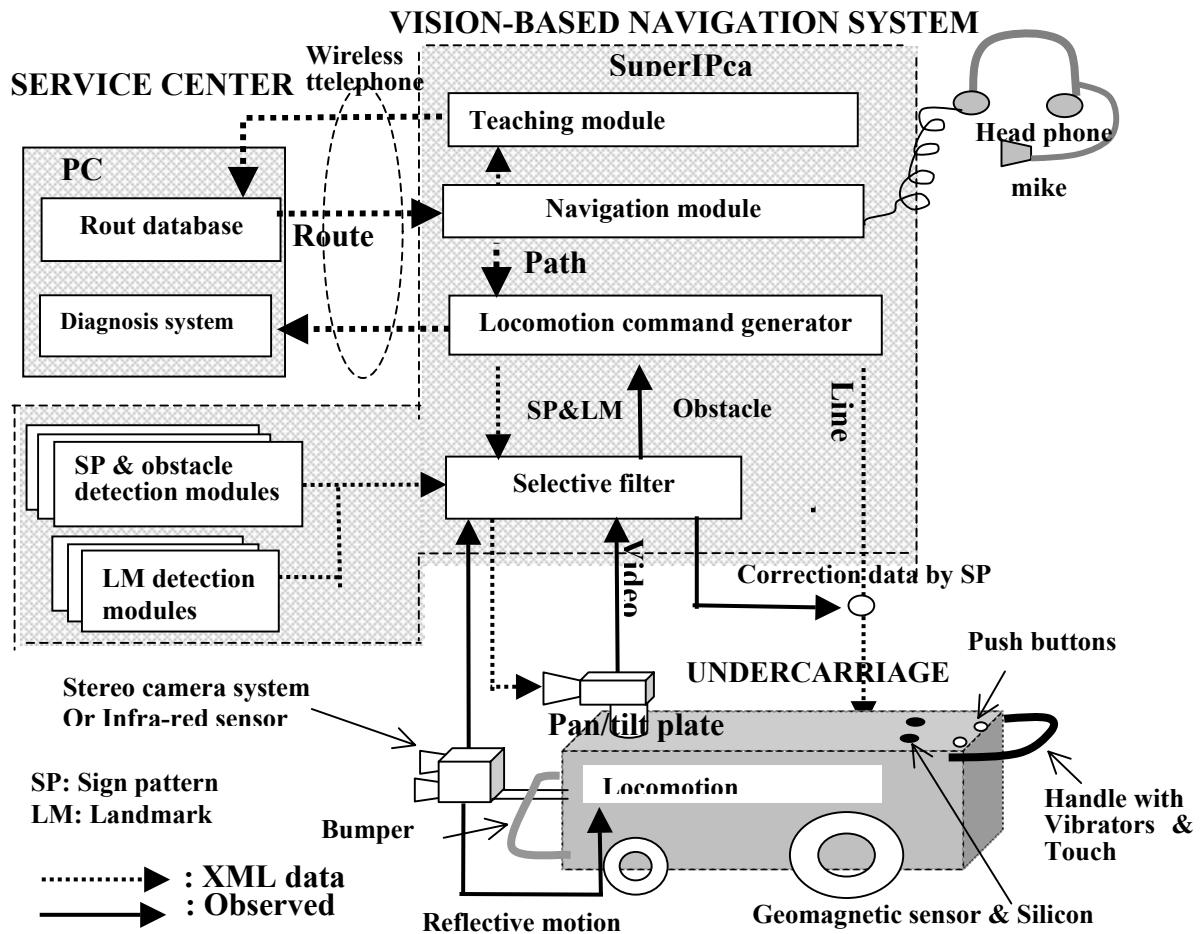 VISION-BASED NAVIGATION SYSTEM
Wireless
ttelephone
SuperIPca
SERVICE CENTER
Teaching module
Head phone
PC
mike
Rout database
Route
Navigation module
Path
Diagnosis system
Locomotion command generator
SP&LM
Obstacle
Line
SP & obstacle
detection modules
Selective filter
LM detection
modules
Video
Correction data by SP
Push buttons
UNDERCARRIAGE
Stereo camera system
Or Infra-red sensor
Pan/tilt plate
SP: Sign pattern
LM: Landmark
Locomotion
Bumper
Handle with
Vibrators &
Touch
: XML data
: Observed
Reflective motion
Geomagnetic sensor & Silicon